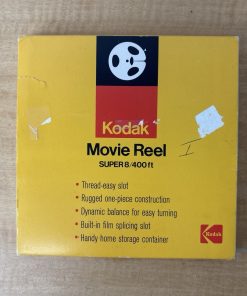 Kodak
Movie Reel
SUPER 8/400 ft
I
• Thread-easy slot
• Rugged one-piece construction
• Dynamic balance for easy turning
• Built-in film splicing slot
• Handy home storage container
Kodak